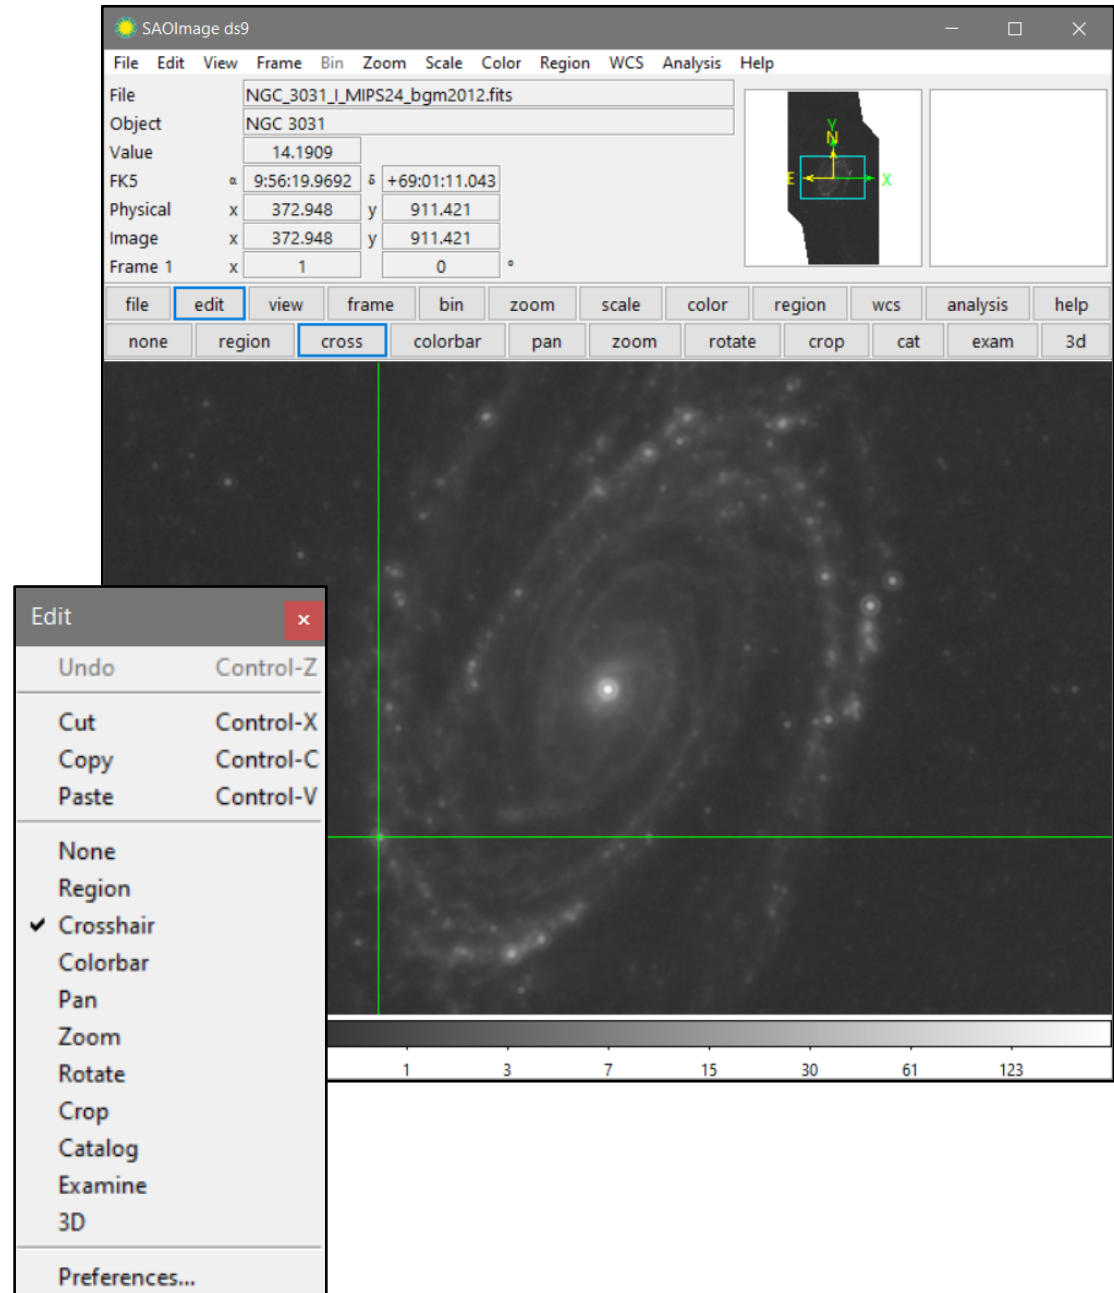 SAOImage ds9
File Edit View Frame Bin Zoom Scale Color Region WCS Analysis Help
File NGC_3031_I_MIPS24_bgm2012.fits
Object NGC 3031
Value 14.1909
FK5 α 9:56:19.9692 δ +69:01:11.043
Physical x 372.948 y 911.421
Image x 372.948 y 911.421
Frame 1 x 1 0 °
Y
N
E X
file edit view frame bin zoom scale color region wcs analysis help
none region cross colorbar pan zoom rotate crop cat exam 3d
1 3 7 15 30 61 123
Edit
Undo Control-Z
Cut Control-X
Copy Control-C
Paste Control-V
None
Region
Crosshair
Colorbar
Pan
Zoom
Rotate
Crop
Catalog
Examine
3D
Preferences...